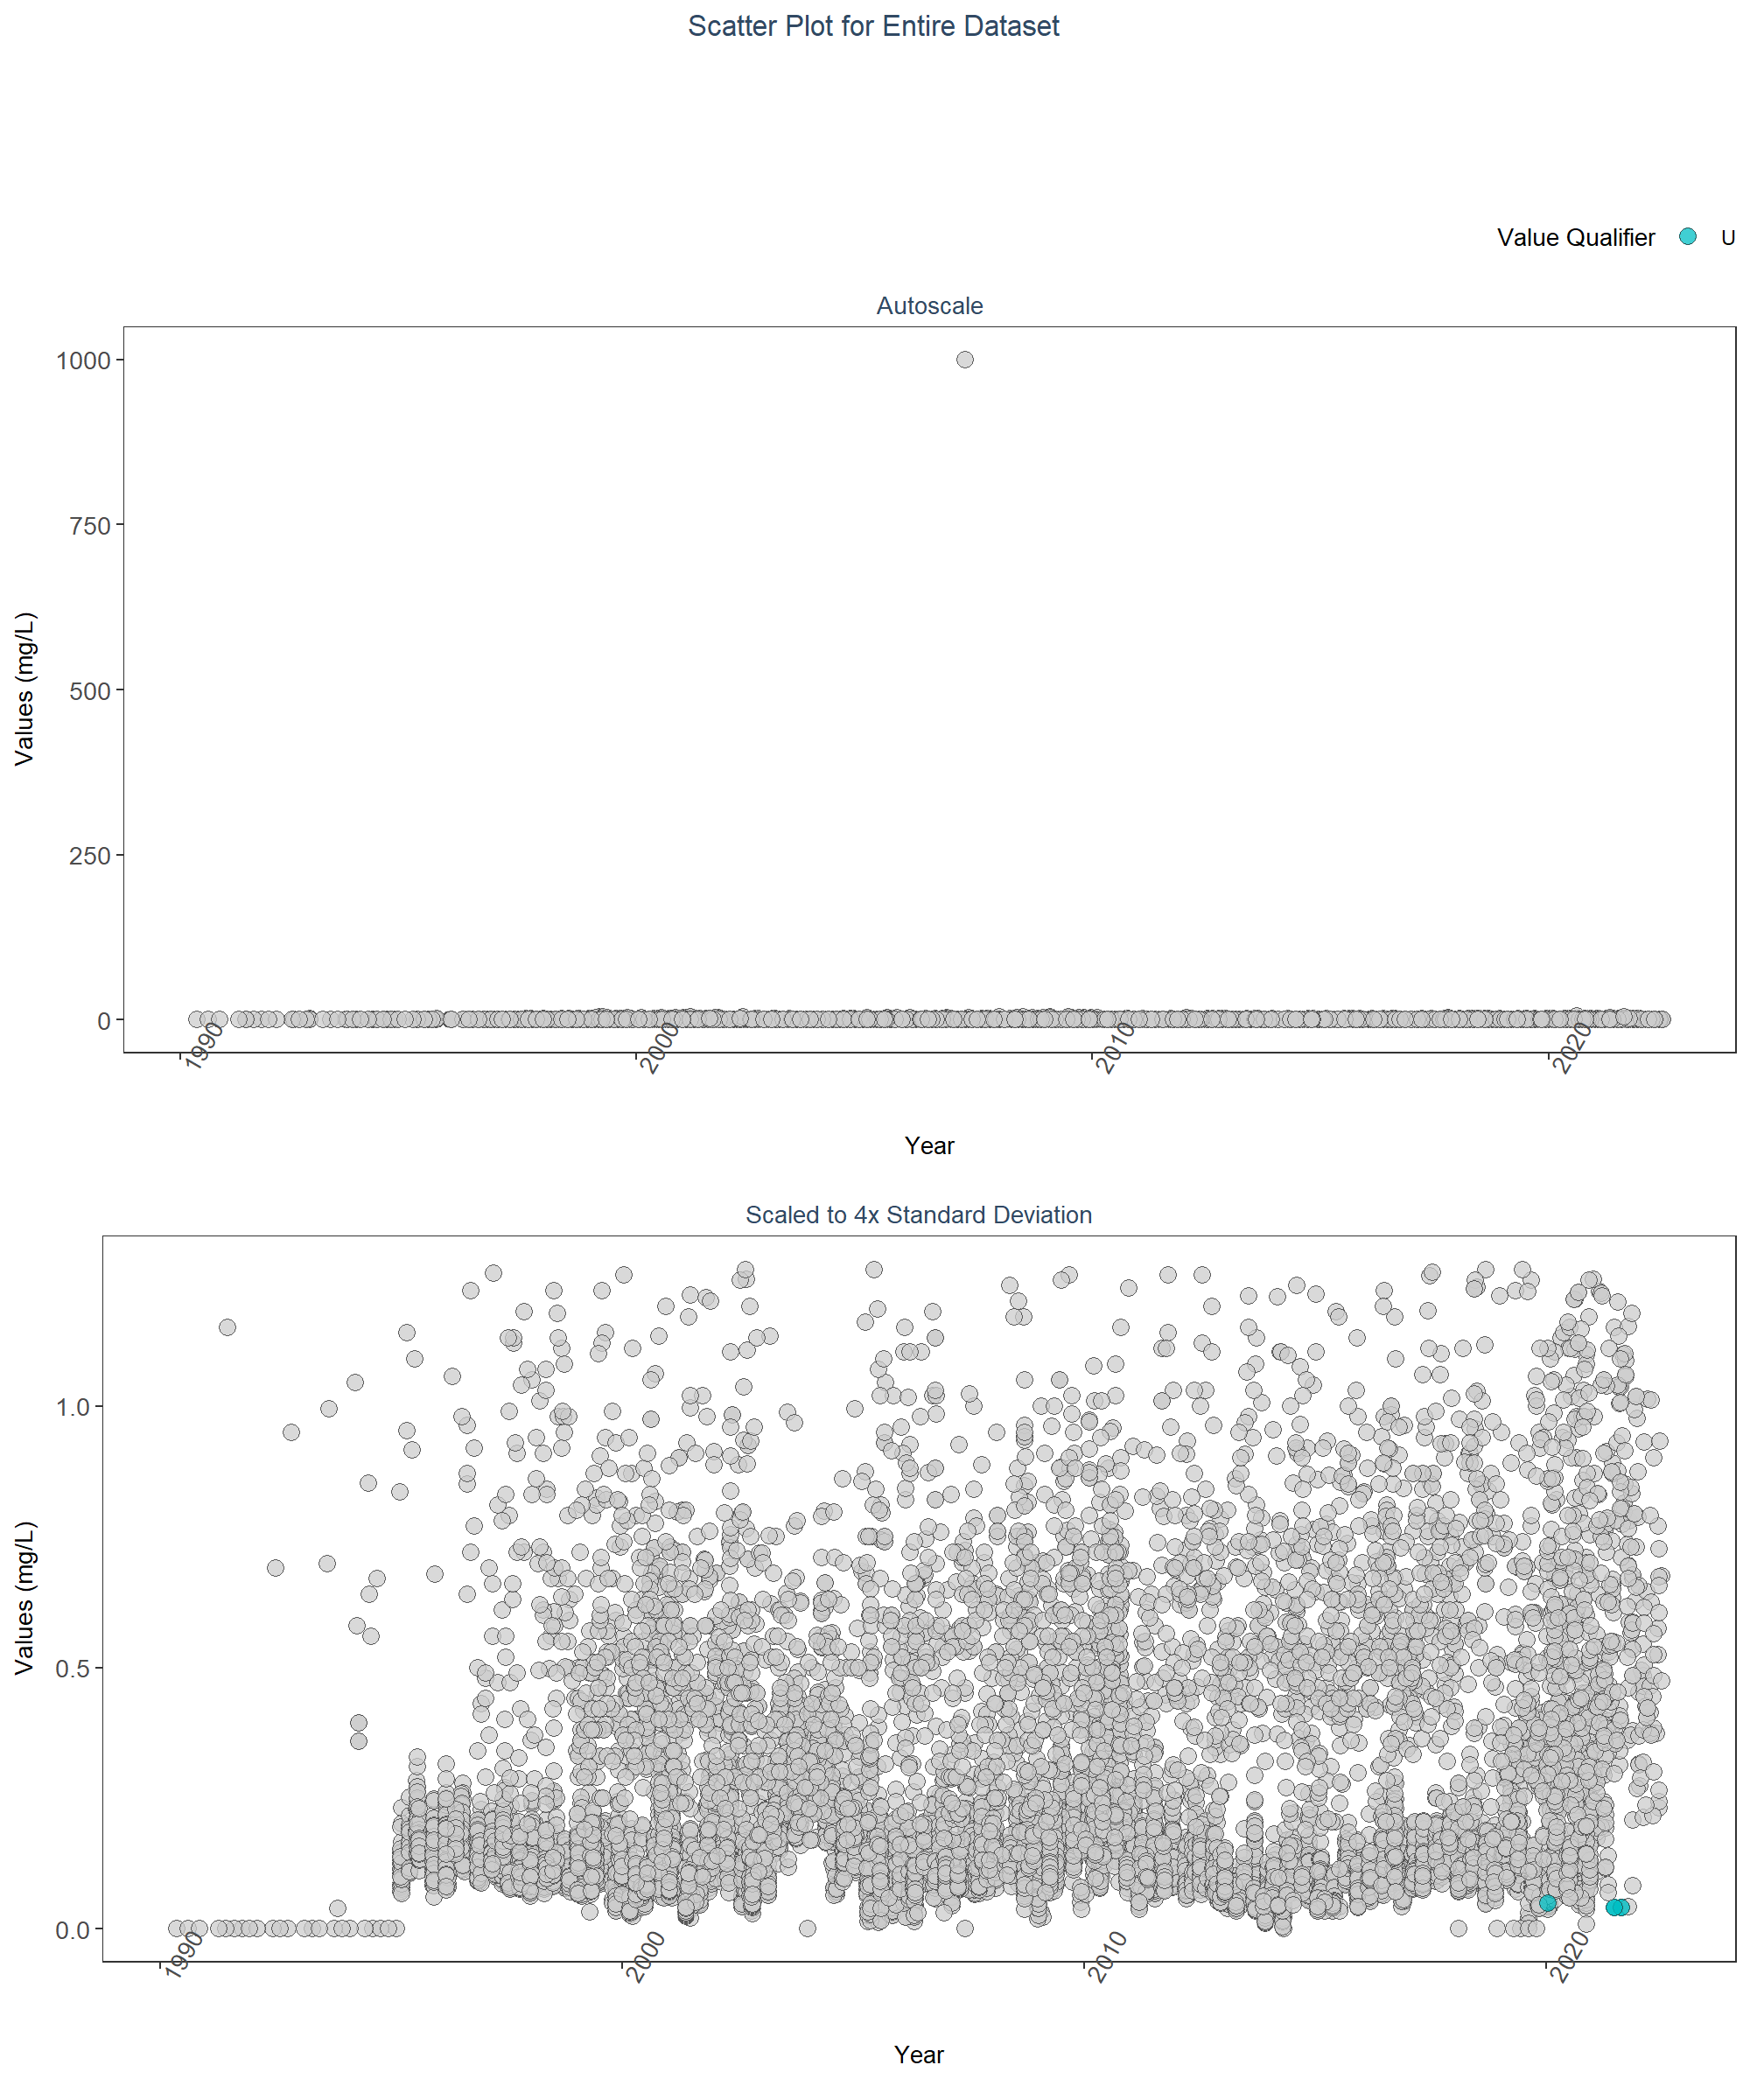 Scatter Plot for Entire Dataset
Value Qualifier U
Autoscale
1000
750
500
250
0
Values (mg/L)
1990 2000 2010 2020
Year
Scaled to 4x Standard Deviation
1.0
0.5
0.0
Values (mg/L)
1990 2000 2010 2020
Year